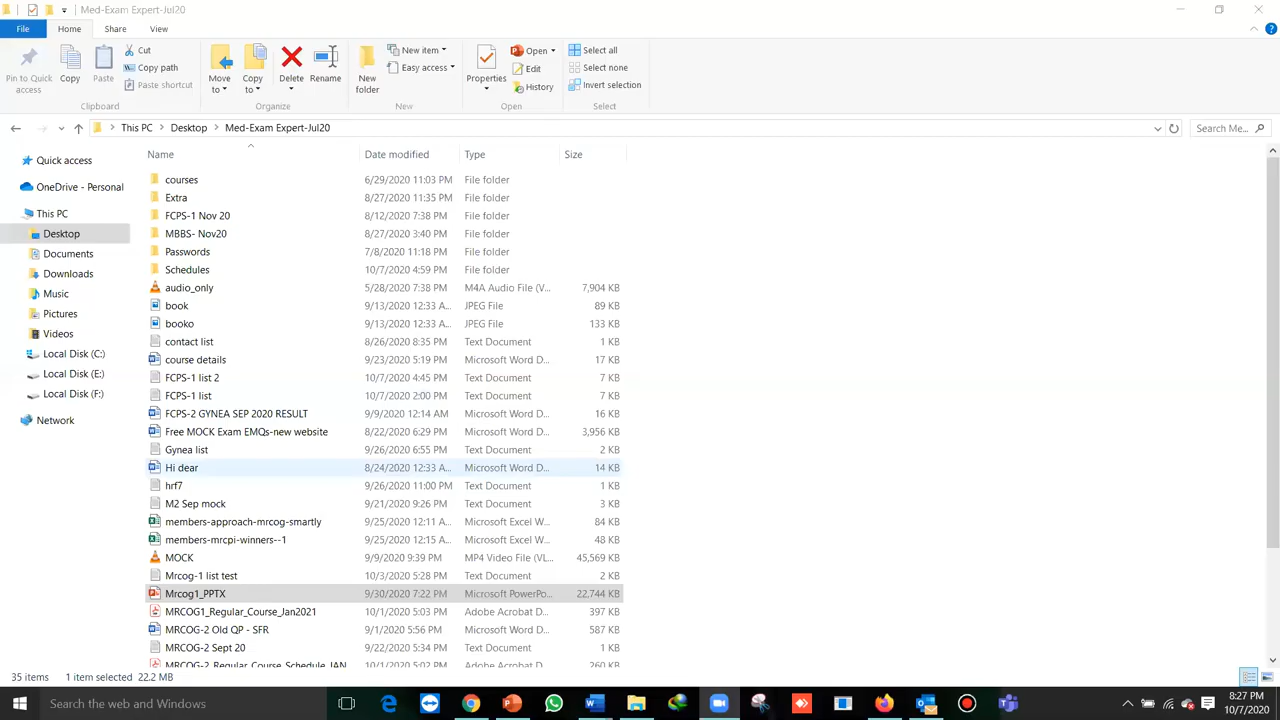 Med-Exam Expert-Jul20
File Home Share View
Pin to Quick access
Copy
Paste
Cut
Copy path
Paste shortcut
Clipboard
Move to
Copy to
Delete
Rename
Organize
New folder
New item
Easy access
New
Properties
Open
Edit
History
Open
Select all
Select none
Invert selection
Select
This PC Desktop Med-Exam Expert-Jul20
Search Me...
Quick access
OneDrive - Personal
This PC
Desktop
Documents
Downloads
Music
Pictures
Videos
Local Disk (C:)
Local Disk (E:)
Local Disk (F:)
Network
Name Date modified Type Size
courses 6/29/2020 11:03 PM File folder
Extra 8/27/2020 11:35 PM File folder
FCPS-1 Nov 20 8/12/2020 7:38 PM File folder
MBBS- Nov20 8/27/2020 3:40 PM File folder
Passwords 7/8/2020 11:18 PM File folder
Schedules 10/7/2020 4:59 PM File folder
audio_only 5/28/2020 7:38 PM M4A Audio File (V... 7,904 KB
book 9/13/2020 12:33 A... JPEG File 89 KB
booko 9/13/2020 12:33 A... JPEG File 133 KB
contact list 8/26/2020 8:35 PM Text Document 1 KB
course details 9/23/2020 5:19 PM Microsoft Word D... 17 KB
FCPS-1 list 2 10/7/2020 4:45 PM Text Document 7 KB
FCPS-1 list 10/7/2020 2:00 PM Text Document 7 KB
FCPS-2 GYNEA SEP 2020 RESULT 9/9/2020 12:14 AM Microsoft Word D... 16 KB
Free MOCK Exam EMQs-new website 8/22/2020 6:29 PM Microsoft Word D... 3,956 KB
Gynea list 9/26/2020 6:55 PM Text Document 2 KB
Hi dear 8/24/2020 12:33 A... Microsoft Word D... 14 KB
hrf7 9/26/2020 11:00 PM Text Document 1 KB
M2 Sep mock 9/21/2020 9:26 PM Text Document 3 KB
members-approach-mrcog-smartly 9/25/2020 12:11 A... Microsoft Excel W... 84 KB
members-mrcpi-winners--1 9/25/2020 12:15 A... Microsoft Excel W... 48 KB
MOCK 9/9/2020 9:39 PM MP4 Video File (VL... 45,569 KB
Mrcog-1 list test 10/3/2020 5:28 PM Text Document 2 KB
Mrcog1_PPTX 9/30/2020 7:22 PM Microsoft PowerPo... 22,744 KB
MRCOG1_Regular_Course_Jan2021 10/1/2020 5:03 PM Adobe Acrobat D... 397 KB
MRCOG-2 Old QP - SFR 9/1/2020 5:56 PM Microsoft Word D... 587 KB
MRCOG-2 Sept 20 9/22/2020 5:34 PM Text Document 1 KB
MRCOG-2_Regular_Course_Schedule_JAN 10/1/2020 5:02 PM Adobe Acrobat D... 260 KB
35 items 1 item selected 22.2 MB
Search the web and Windows
8:27 PM
10/7/2020